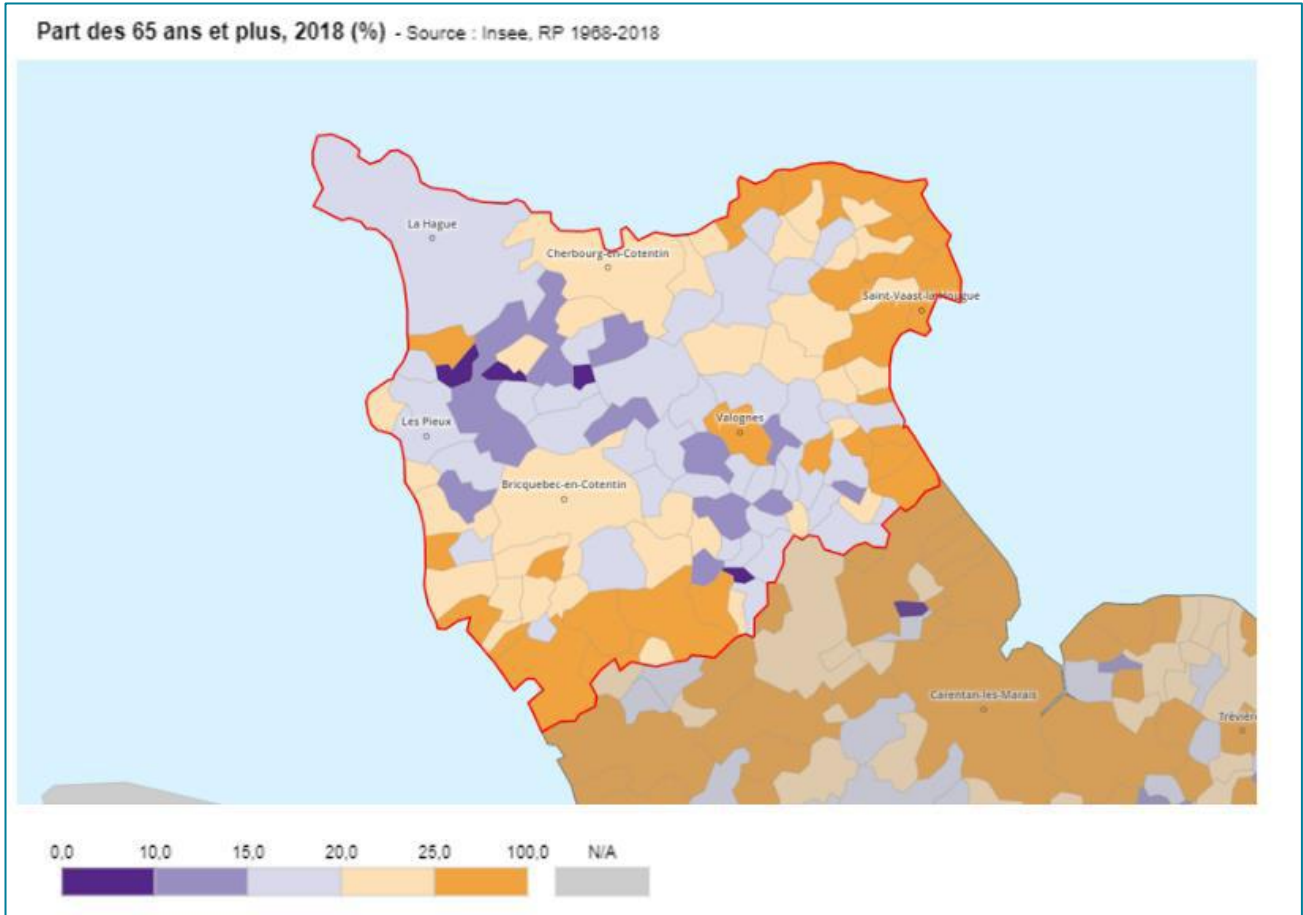 Part des 65 ans et plus, 2018 (%) - Source : Insee, RP 1968-2018
La Hague
Cherbourg-en-Cotentin
Saint-Vaast-la-Hougue
Les Pieux
Valognes
Bricquebec-en-Cotentin
Carentan-les-Marais
Trévièr
0,0 10,0 15,0 20,0 25,0 100,0 N/A